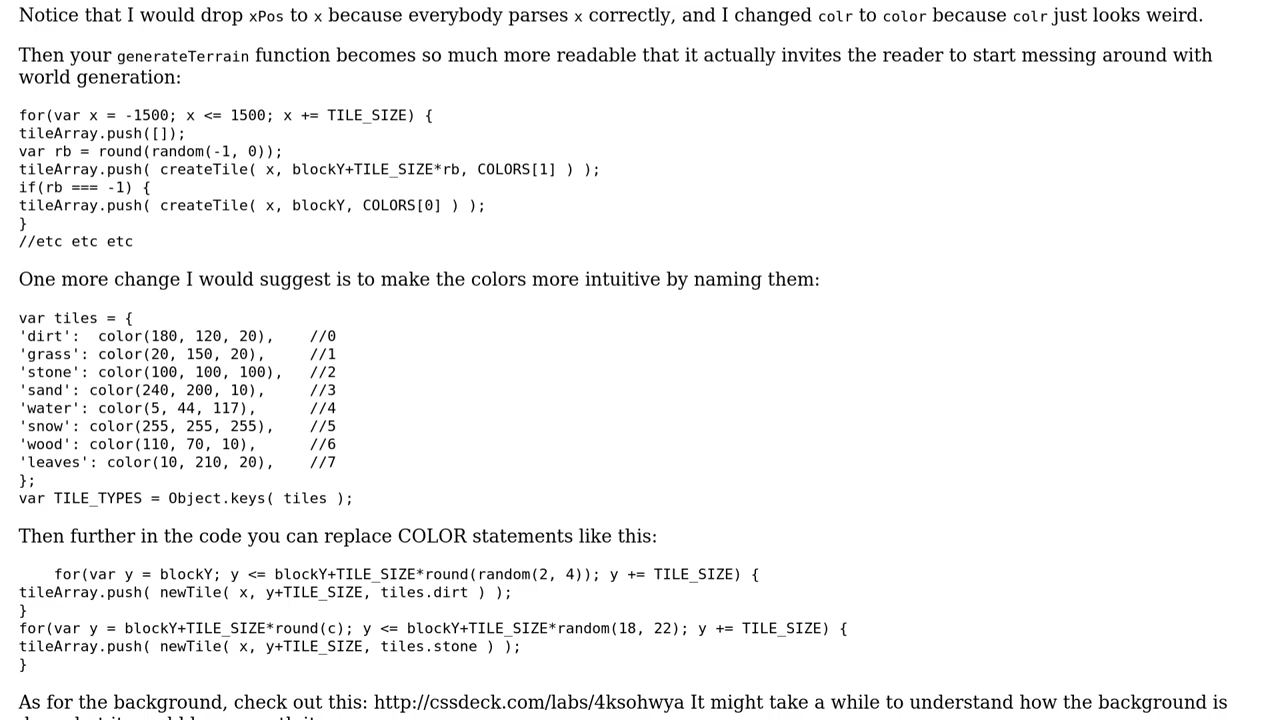 Notice that I would drop xPos to x because everybody parses x correctly, and I changed colr to color because colr just looks weird.
Then your generateTerrain function becomes so much more readable that it actually invites the reader to start messing around with
world generation:
for(var x = -1500; x <= 1500; x += TILE_SIZE) {
tileArray.push([]);
var rb = round(random(-1, 0));
tileArray.push( createTile( x, blockY+TILE_SIZE*rb, COLORS[1] ) );
if(rb === -1) {
tileArray.push( createTile( x, blockY, COLORS[0] ) );
}
//etc etc etc
One more change I would suggest is to make the colors more intuitive by naming them:
var tiles = {
'dirt':  color(180, 120, 20),    //0
'grass': color(20, 150, 20),     //1
'stone': color(100, 100, 100),   //2
'sand': color(240, 200, 10),     //3
'water': color(5, 44, 117),      //4
'snow': color(255, 255, 255),    //5
'wood': color(110, 70, 10),      //6
'leaves': color(10, 210, 20),    //7
};
var TILE_TYPES = Object.keys( tiles );
Then further in the code you can replace COLOR statements like this:
    for(var y = blockY; y <= blockY+TILE_SIZE*round(random(2, 4)); y += TILE_SIZE) {
tileArray.push( newTile( x, y+TILE_SIZE, tiles.dirt ) );
}
for(var y = blockY+TILE_SIZE*round(c); y <= blockY+TILE_SIZE*random(18, 22); y += TILE_SIZE) {
tileArray.push( newTile( x, y+TILE_SIZE, tiles.stone ) );
}
As for the background, check out this: http://cssdeck.com/labs/4ksohwya It might take a while to understand how the background is